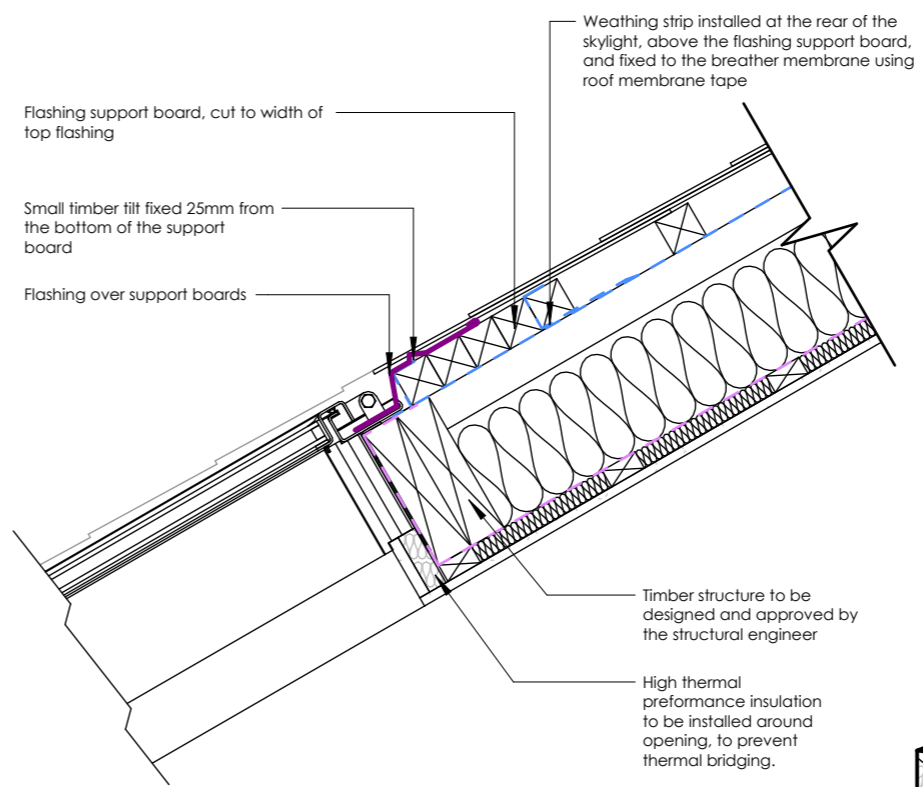 Weathing strip installed at the rear of the
skylight, above the flashing support board,
and fixed to the breather membrane using
roof membrane tape
Flashing support board, cut to width of
top flashing
Small timber tilt fixed 25mm from
the bottom of the support
board
Flashing over support boards
Timber structure to be
designed and approved by
the structural engineer
High thermal
preformance insulation
to be installed around
opening, to prevent
thermal bridging.